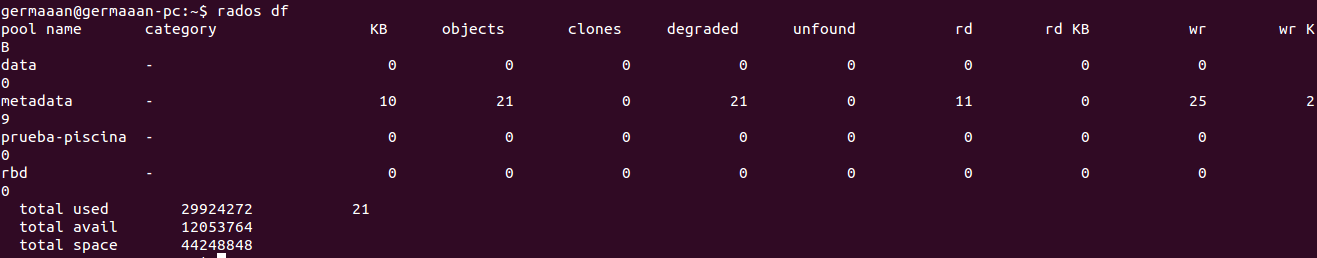 germaaan@germaaan-pc:~$ rados df
pool name       category                 KB      objects       clones     degraded      unfound           rd        rd KB           wr        wr K
B
data            -                          0            0            0            0            0            0            0            0
0
metadata        -                         10           21            0           21            0           11            0           25            2
9
prueba-piscina  -                          0            0            0            0            0            0            0            0
0
rbd             -                          0            0            0            0            0            0            0            0
0
  total used        29924272           21
  total avail       12053764
  total space       44248848